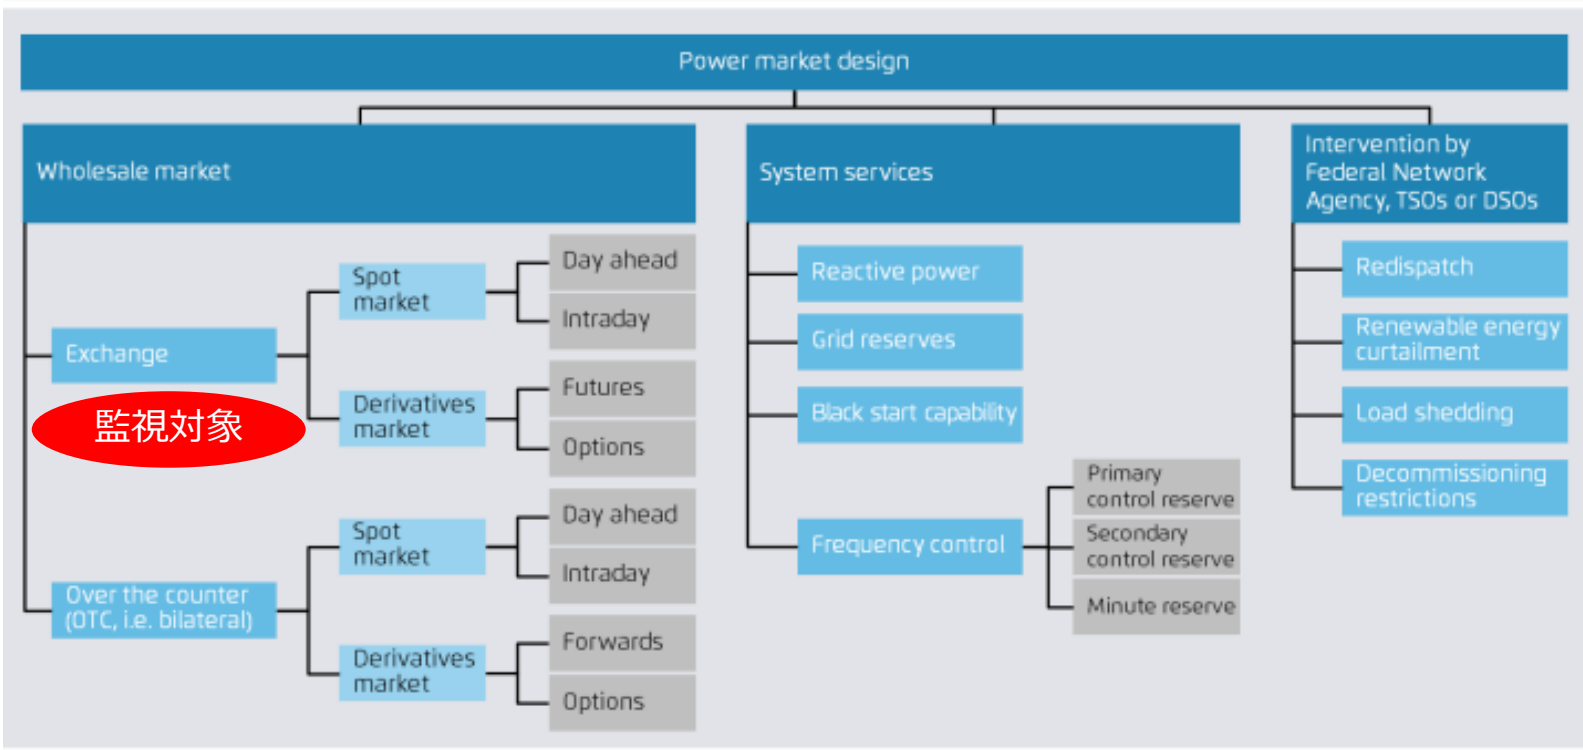 Power market design
Wholesale market
Exchange
監視対象
Spot
market
Day ahead
Intraday
Derivatives
market
Futures
Options
Over the counter
(OTC, i.e. bilateral)
Spot
market
Day ahead
Intraday
Derivatives
market
Forwards
Options
System services
Reactive power
Grid reserves
Black start capability
Frequency control
Primary
control reserve
Secondary
control reserve
Minute reserve
Intervention by
Federal Network
Agency, TSOs or DSOs
Redispatch
Renewable energy
curtailment
Load shedding
Decommissioning
restrictions